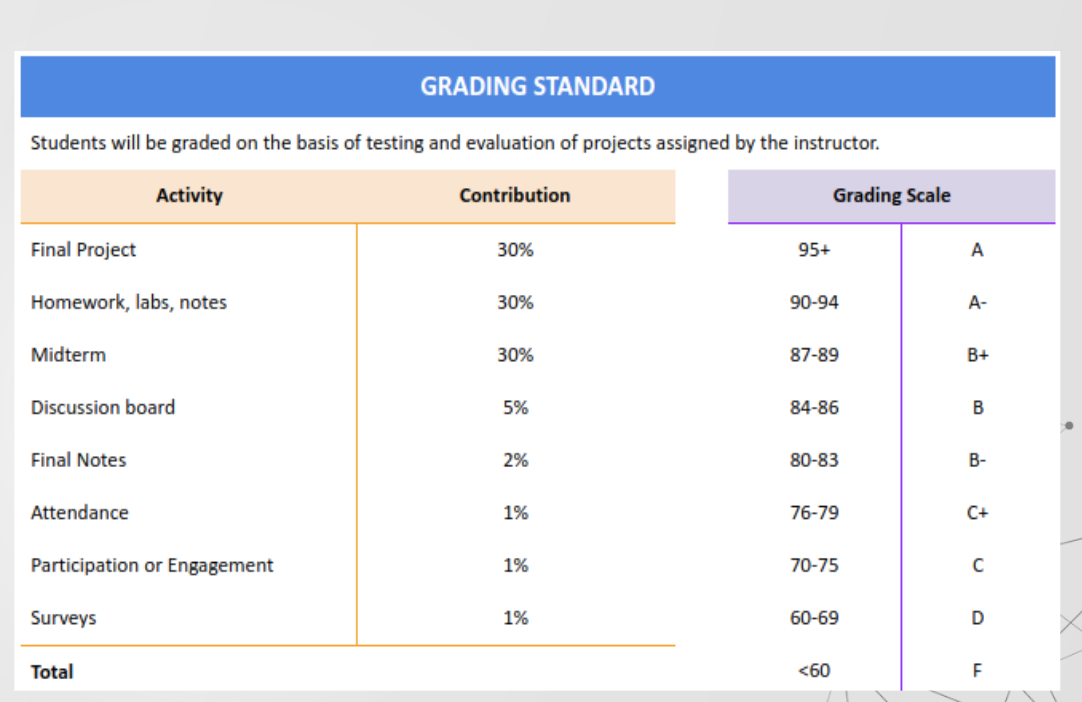 GRADING STANDARD
Students will be graded on the basis of testing and evaluation of projects assigned by the instructor.
Activity Contribution Grading Scale
Final Project 30% 95+ A
Homework, labs, notes 30% 90-94 A-
Midterm 30% 87-89 B+
Discussion board 5% 84-86 B
Final Notes 2% 80-83 B-
Attendance 1% 76-79 C+
Participation or Engagement 1% 70-75 C
Surveys 1% 60-69 D
Total <60 F